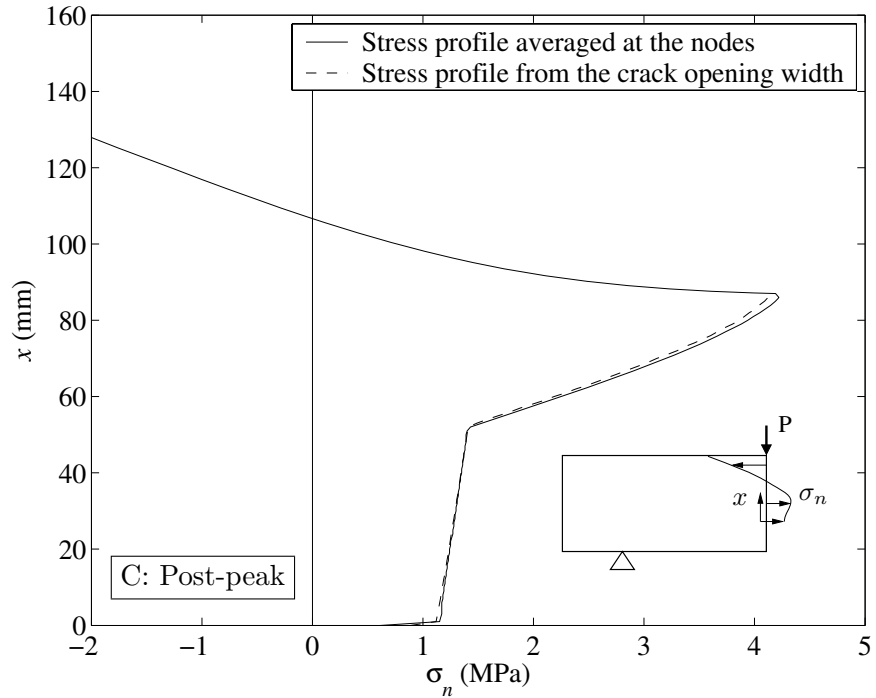 160
140
120
100
80
60
40
20
0
x (mm)
Stress profile averaged at the nodes
Stress profile from the crack opening width
P
x
σn
C: Post-peak
−2 −1 0 1 2 3 4 5
σn (MPa)